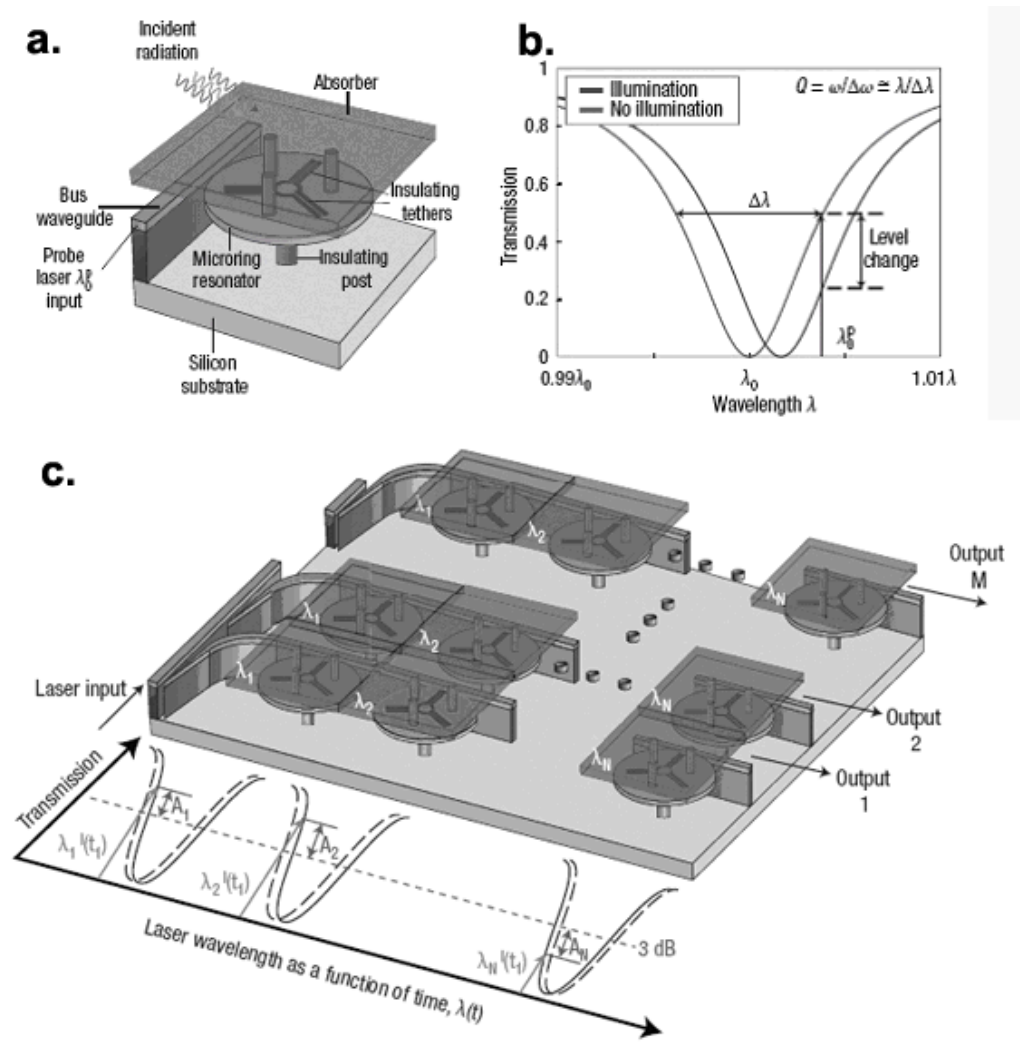 a.
Incident
radiation
Absorber
Bus
waveguide
Insulating
tethers
Probe
laser λ₀ᵖ
input
Microring
resonator
Insulating
post
Silicon
substrate
b.
Illumination
No illumination
Q = ω/Δω ≅ λ/Δλ
1
0.8
0.6
0.4
0.2
0
Transmission
Δλ
Level
change
λ₀ᵖ
0.99λ₀
λ₀
1.01λ
Wavelength λ
c.
λ₁
λ₂
λN
Output
M
λ₁
λ₂
λN
Output
2
λ₁
λ₂
λN
Output
1
Laser input
Transmission
A₁
A₂
AN
λ₁ᴵ(t₁)
λ₂ᴵ(t₁)
λNᴵ(t₁)
3 dB
Laser wavelength as a function of time, λ(t)